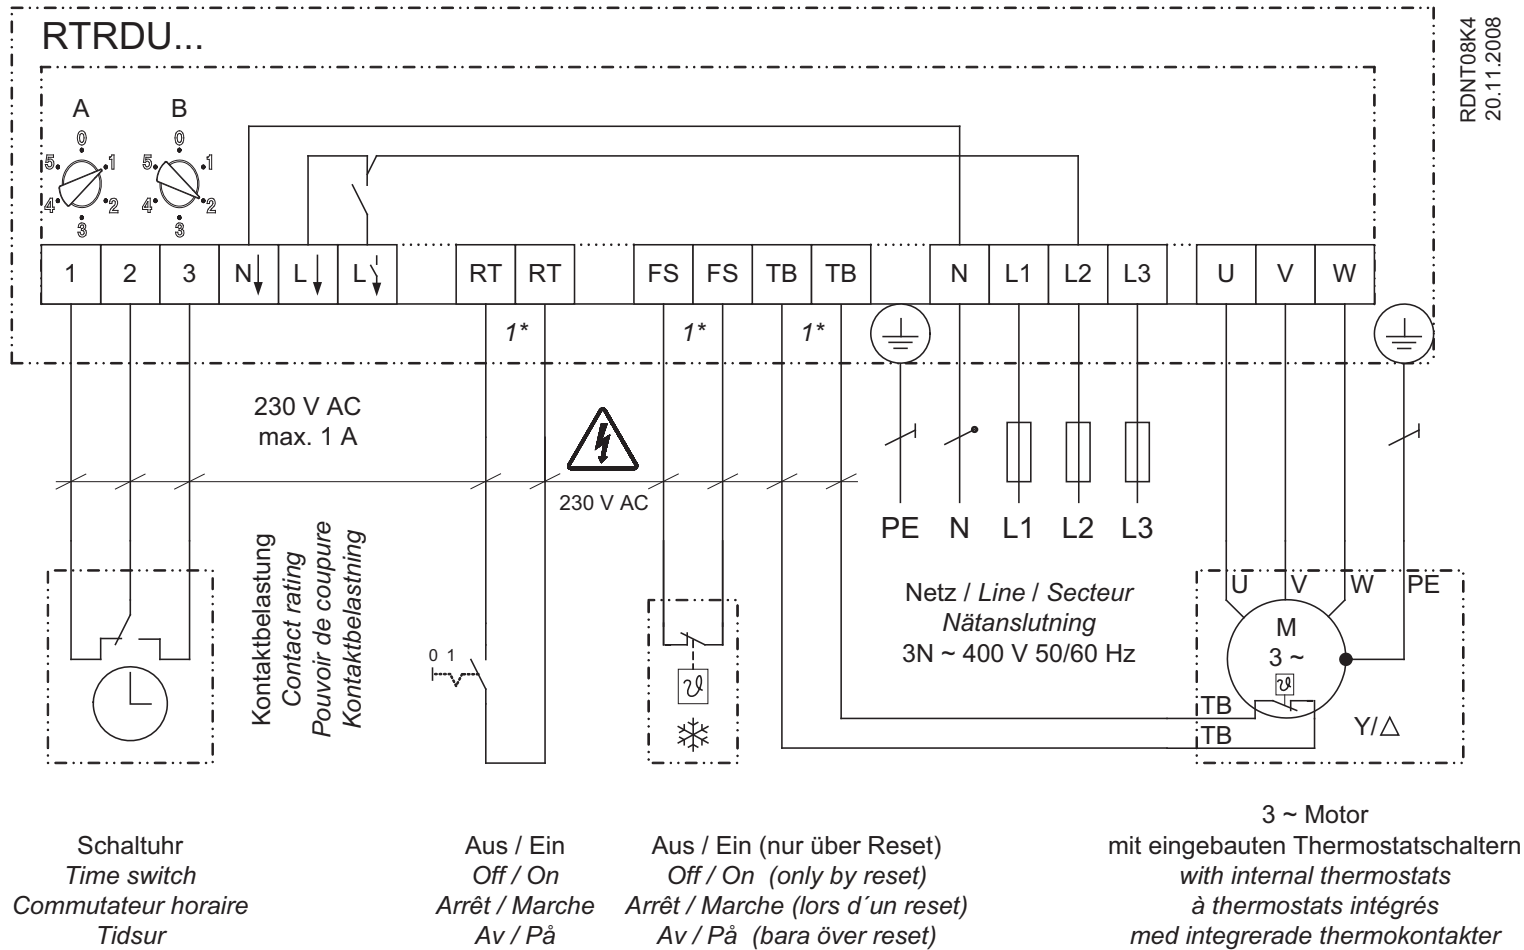 RTRDU...
RDNT08K4
20.11.2008
A B
0 0
5 1 5 1
4 2 4 2
3 3
1 2 3 N L L RT RT FS FS TB TB N L1 L2 L3 U V W
1* 1* 1*
230 V AC
max. 1 A
230 V AC
PE N L1 L2 L3
Kontaktbelastung
Contact rating
Pouvoir de coupure
Kontaktbelastning
Netz / Line / Secteur
Nätanslutning
3N ~ 400 V 50/60 Hz
0 1
ϑ
U V W PE
M
3 ~
ϑ
TB
TB
Y/△
Schaltuhr
Time switch
Commutateur horaire
Tidsur
Aus / Ein
Off / On
Arrêt / Marche
Av / På
Aus / Ein (nur über Reset)
Off / On (only by reset)
Arrêt / Marche (lors d´un reset)
Av / På (bara över reset)
3 ~ Motor
mit eingebauten Thermostatschaltern
with internal thermostats
à thermostats intégrés
med integrerade thermokontakter